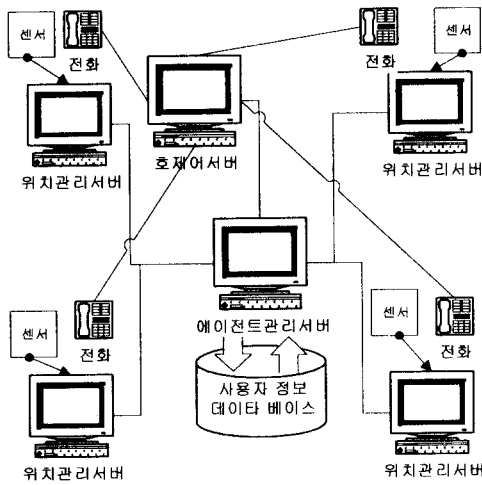 센서
전화
전화
센서
위치관리서버
호제어서버
위치관리서버
센서
전화
에이전트관리서버
센서
전화
사용자 정보
데이타 베이스
위치관리서버
위치관리서버